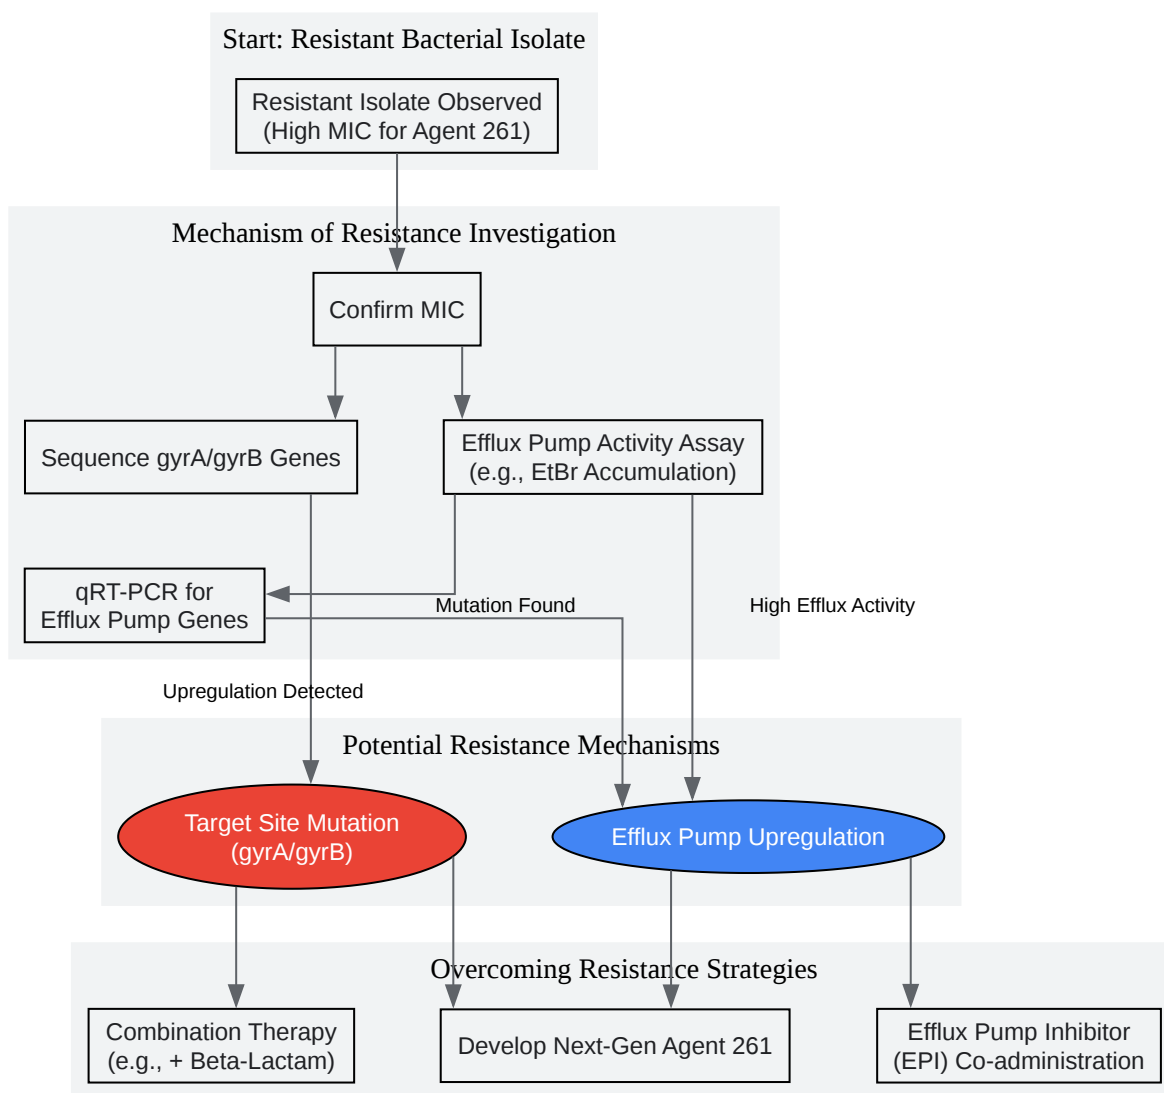 Start: Resistant Bacterial Isolate
Resistant Isolate Observed
(High MIC for Agent 261)
Mechanism of Resistance Investigation
Confirm MIC
Sequence gyrA/gyrB Genes
Efflux Pump Activity Assay
(e.g., EtBr Accumulation)
qRT-PCR for
Efflux Pump Genes
Mutation Found
High Efflux Activity
Upregulation Detected
Potential Resistance Mechanisms
Target Site Mutation
(gyrA/gyrB)
Efflux Pump Upregulation
Overcoming Resistance Strategies
Combination Therapy
(e.g., + Beta-Lactam)
Develop Next-Gen Agent 261
Efflux Pump Inhibitor
(EPI) Co-administration